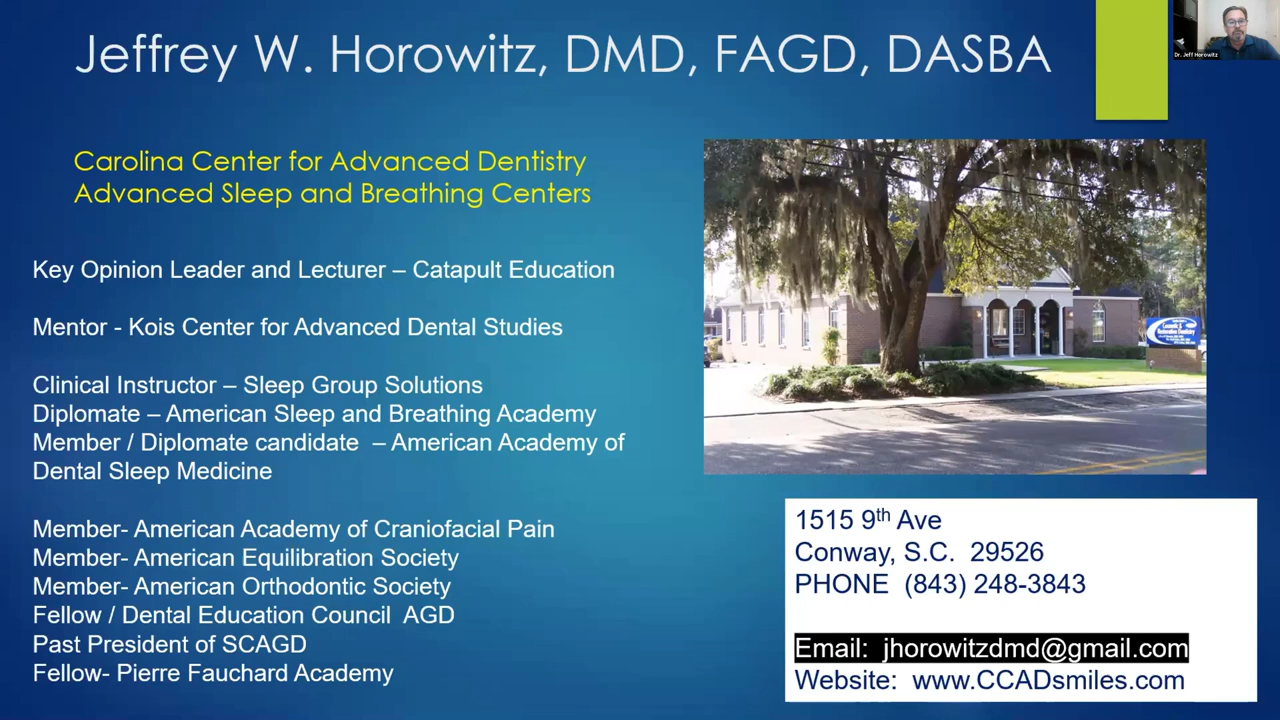 Jeffrey W. Horowitz, DMD, FAGD, DASBA
Dr. Jeff Horowitz
Carolina Center for Advanced Dentistry
Advanced Sleep and Breathing Centers
Key Opinion Leader and Lecturer – Catapult Education
Mentor - Kois Center for Advanced Dental Studies
Clinical Instructor – Sleep Group Solutions
Diplomate – American Sleep and Breathing Academy
Member / Diplomate candidate – American Academy of
Dental Sleep Medicine
Member- American Academy of Craniofacial Pain
Member- American Equilibration Society
Member- American Orthodontic Society
Fellow / Dental Education Council AGD
Past President of SCAGD
Fellow- Pierre Fauchard Academy
Cosmetic &
Restorative Dentistry
1515 9th Ave
Conway, S.C. 29526
PHONE (843) 248-3843
Email: jhorowitzdmd@gmail.com
Website: www.CCADsmiles.com